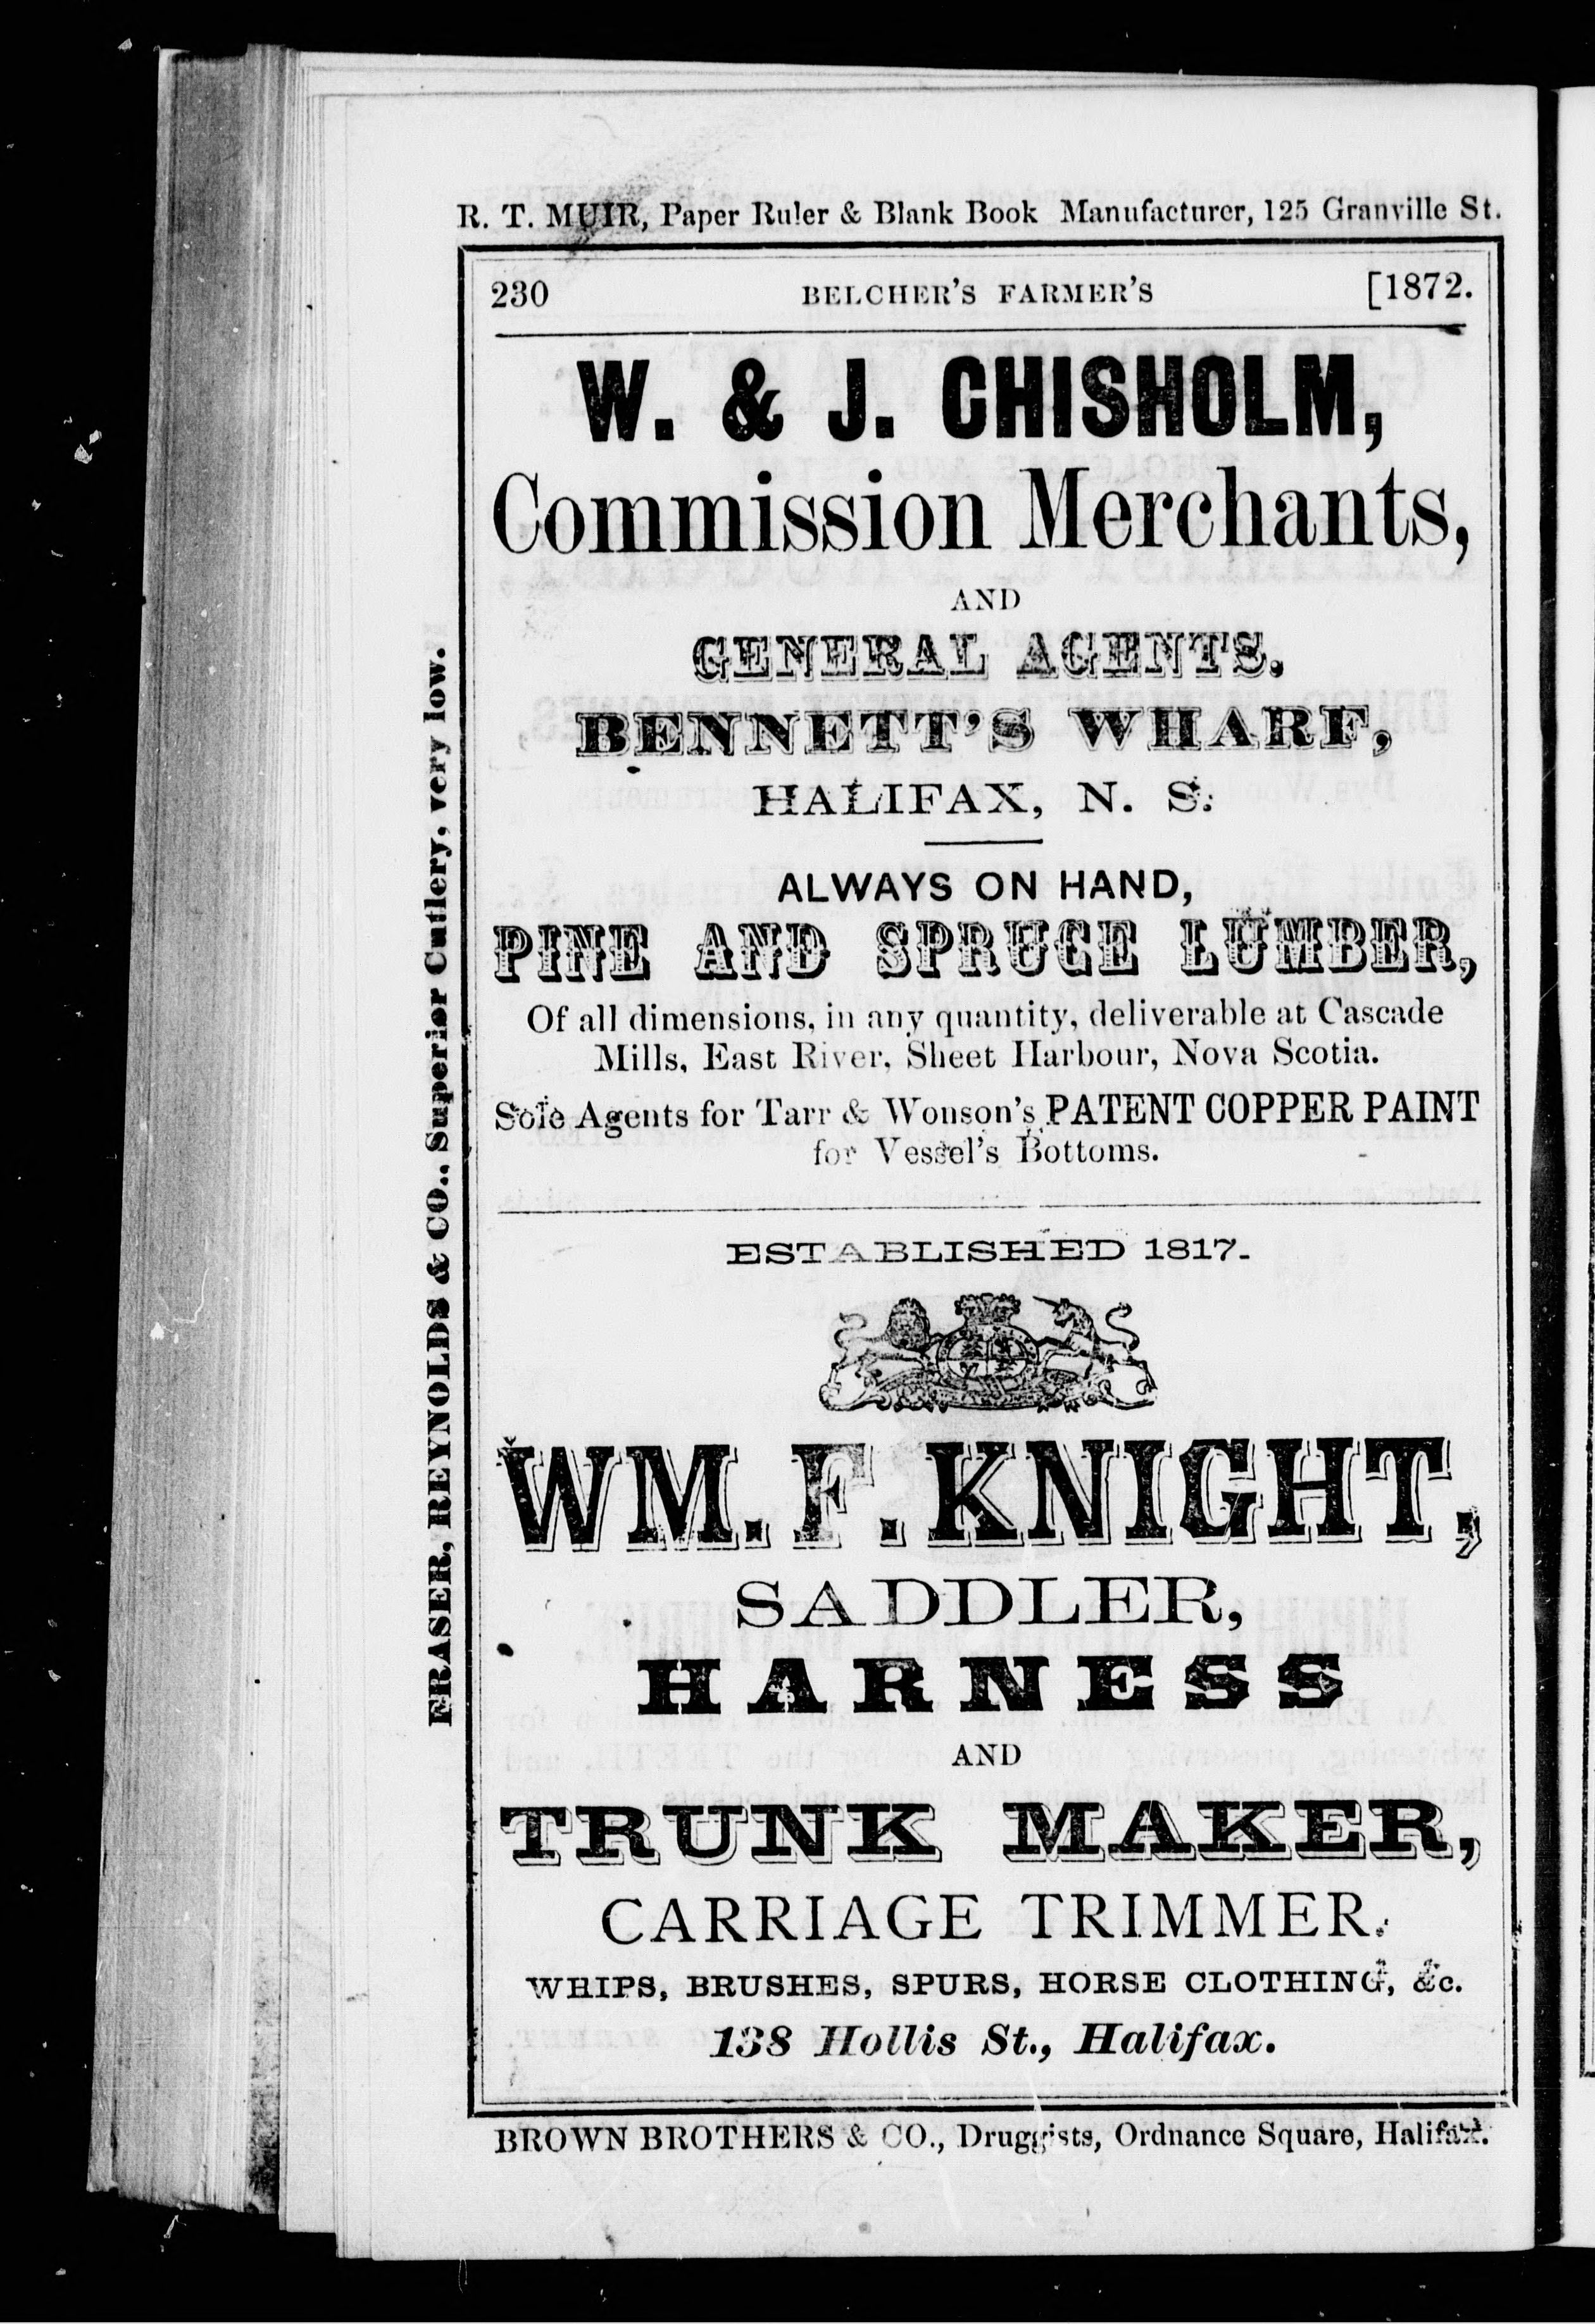 R. T. MUIR, Paper Ruler & Blank Book Manufacturer, 125 Granville St.
230 BELCHER'S FARMER'S [1872.
W. & J. CHISHOLM,
Commission Merchants,
AND
GENERAL AGENTS,
BENNETT'S WHARF,
HALIFAX, N. S.
ALWAYS ON HAND,
PINE AND SPRUCE LUMBER,
Of all dimensions, in any quantity, deliverable at Cascade
Mills, East River, Sheet Harbour, Nova Scotia.
Sole Agents for Tarr & Wonson's PATENT COPPER PAINT
for Vessel's Bottoms.
ESTABLISHED 1817.
WM. F. KNIGHT,
SADDLER,
HARNESS
AND
TRUNK MAKER,
CARRIAGE TRIMMER.
WHIPS, BRUSHES, SPURS, HORSE CLOTHING, &c.
138 Hollis St., Halifax.
BROWN BROTHERS & CO., Druggists, Ordnance Square, Halifax.
FRASER, REYNOLDS & CO., Superior Cutlery, very low.